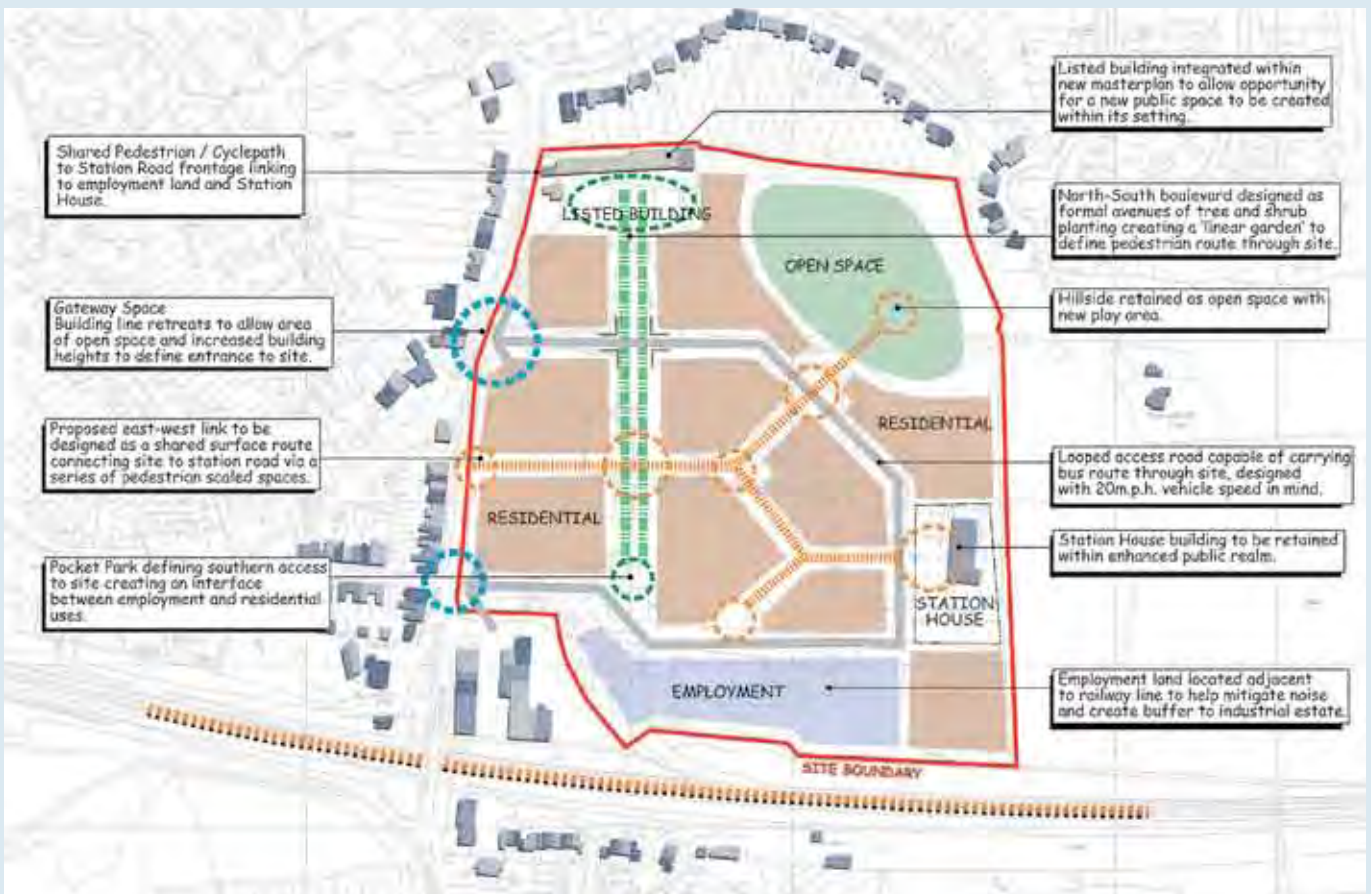 Shared Pedestrian / Cyclepath
to Station Road frontage linking
to employment land and Station
House.
Gateway Space
Building line retreats to allow area
of open space and increased building
heights to define entrance to site.
Proposed east-west link to be
designed as a shared surface route
connecting site to station road via a
series of pedestrian scaled spaces.
Pocket Park defining southern access
to site creating an interface
between employment and residential
uses.
LISTED BUILDING
OPEN SPACE
RESIDENTIAL
RESIDENTIAL
STATION
HOUSE
EMPLOYMENT
SITE BOUNDARY
Listed building integrated within
new masterplan to allow opportunity
for a new public space to be created
within its setting.
North-South boulevard designed as
formal avenues of tree and shrub
planting creating a 'linear garden' to
define pedestrian route through site.
Hillside retained as open space with
new play area.
Looped access road capable of carrying
bus route through site, designed
with 20m.p.h. vehicle speed in mind.
Station House building to be retained
within enhanced public realm.
Employment land located adjacent
to railway line to help mitigate noise
and create buffer to industrial estate.